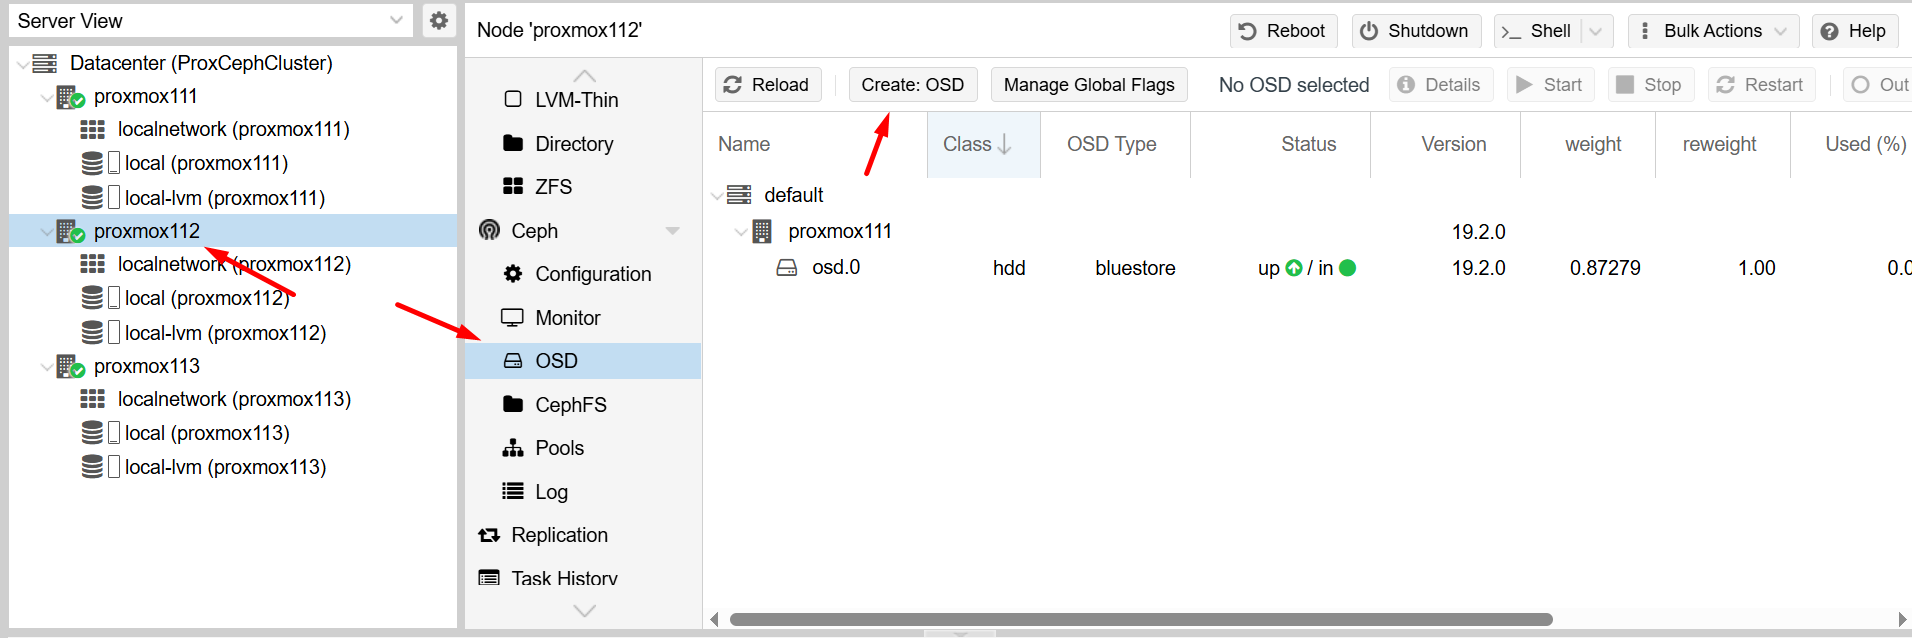 Server View
Node 'proxmox112'
Reboot
Shutdown
Shell
Bulk Actions
Help
Datacenter (ProxCephCluster)
proxmox111
localnetwork (proxmox111)
local (proxmox111)
local-lvm (proxmox111)
proxmox112
localnetwork (proxmox112)
local (proxmox112)
local-lvm (proxmox112)
proxmox113
localnetwork (proxmox113)
local (proxmox113)
local-lvm (proxmox113)
LVM-Thin
Directory
ZFS
Ceph
Configuration
Monitor
OSD
CephFS
Pools
Log
Replication
Task History
Reload
Create: OSD
Manage Global Flags
No OSD selected
Details
Start
Stop
Restart
Out
Name Class OSD Type Status Version weight reweight Used (%)
default
proxmox111 19.2.0
osd.0 hdd bluestore up / in 19.2.0 0.87279 1.00 0.0